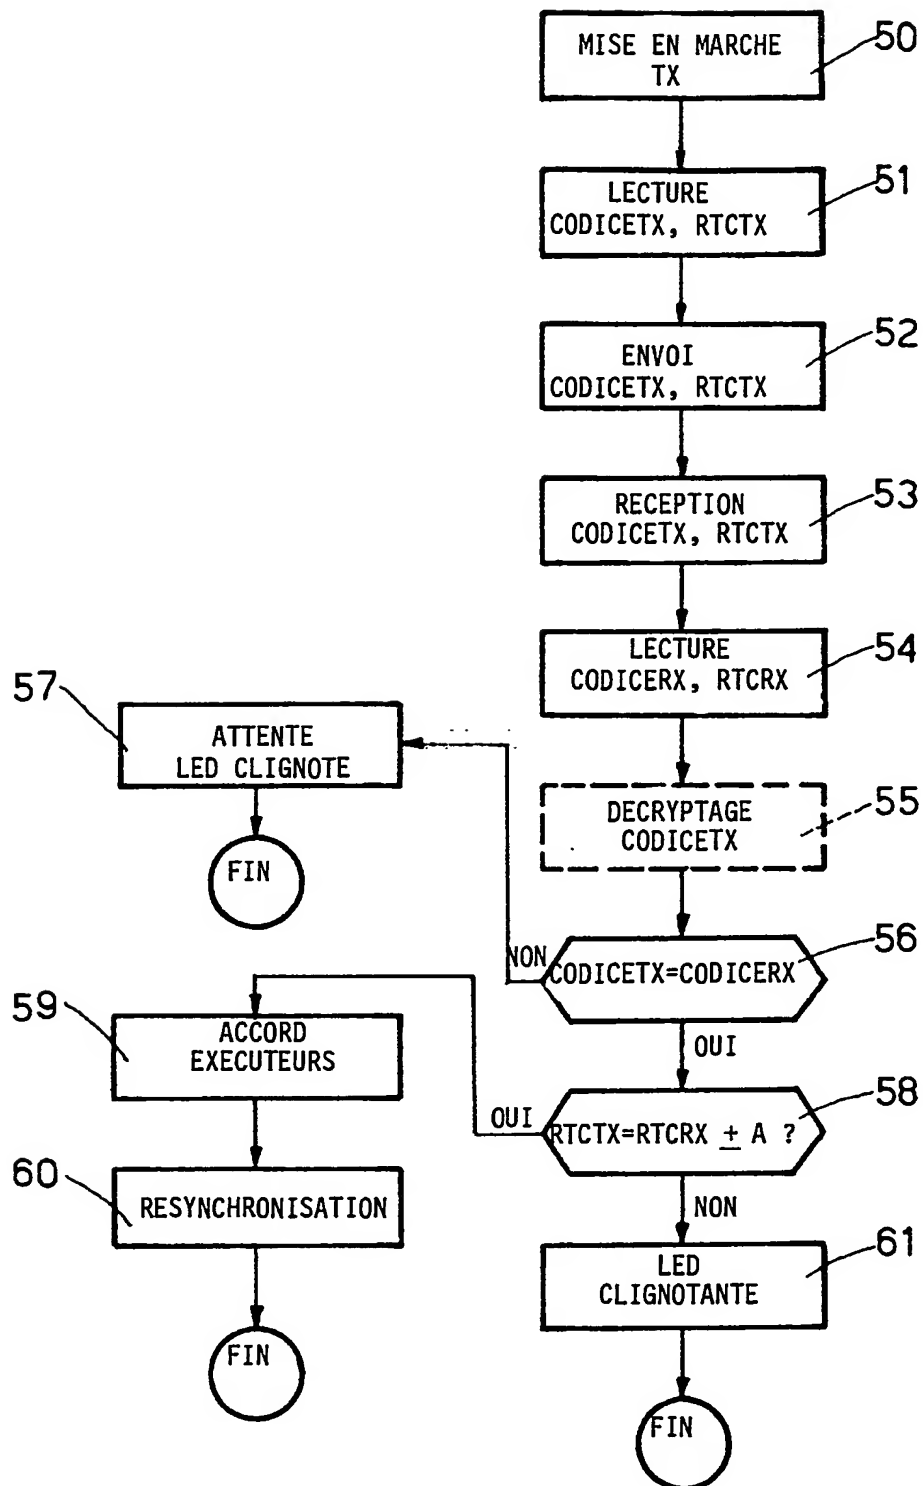 MISE EN MARCHE
TX
50
LECTURE
CODICETX, RTCTX
51
ENVOI
CODICETX, RTCTX
52
RECEPTION
CODICETX, RTCTX
53
LECTURE
CODICERX, RTCRX
54
57
ATTENTE
LED CLIGNOTE
FIN
DECRYPTAGE
CODICETX
55
NON
CODICETX=CODICERX
56
OUI
59
ACCORD
EXECUTEURS
OUI
RTCTX=RTCRX ± A ?
58
NON
60
RESYNCHRONISATION
FIN
LED
CLIGNOTANTE
61
FIN